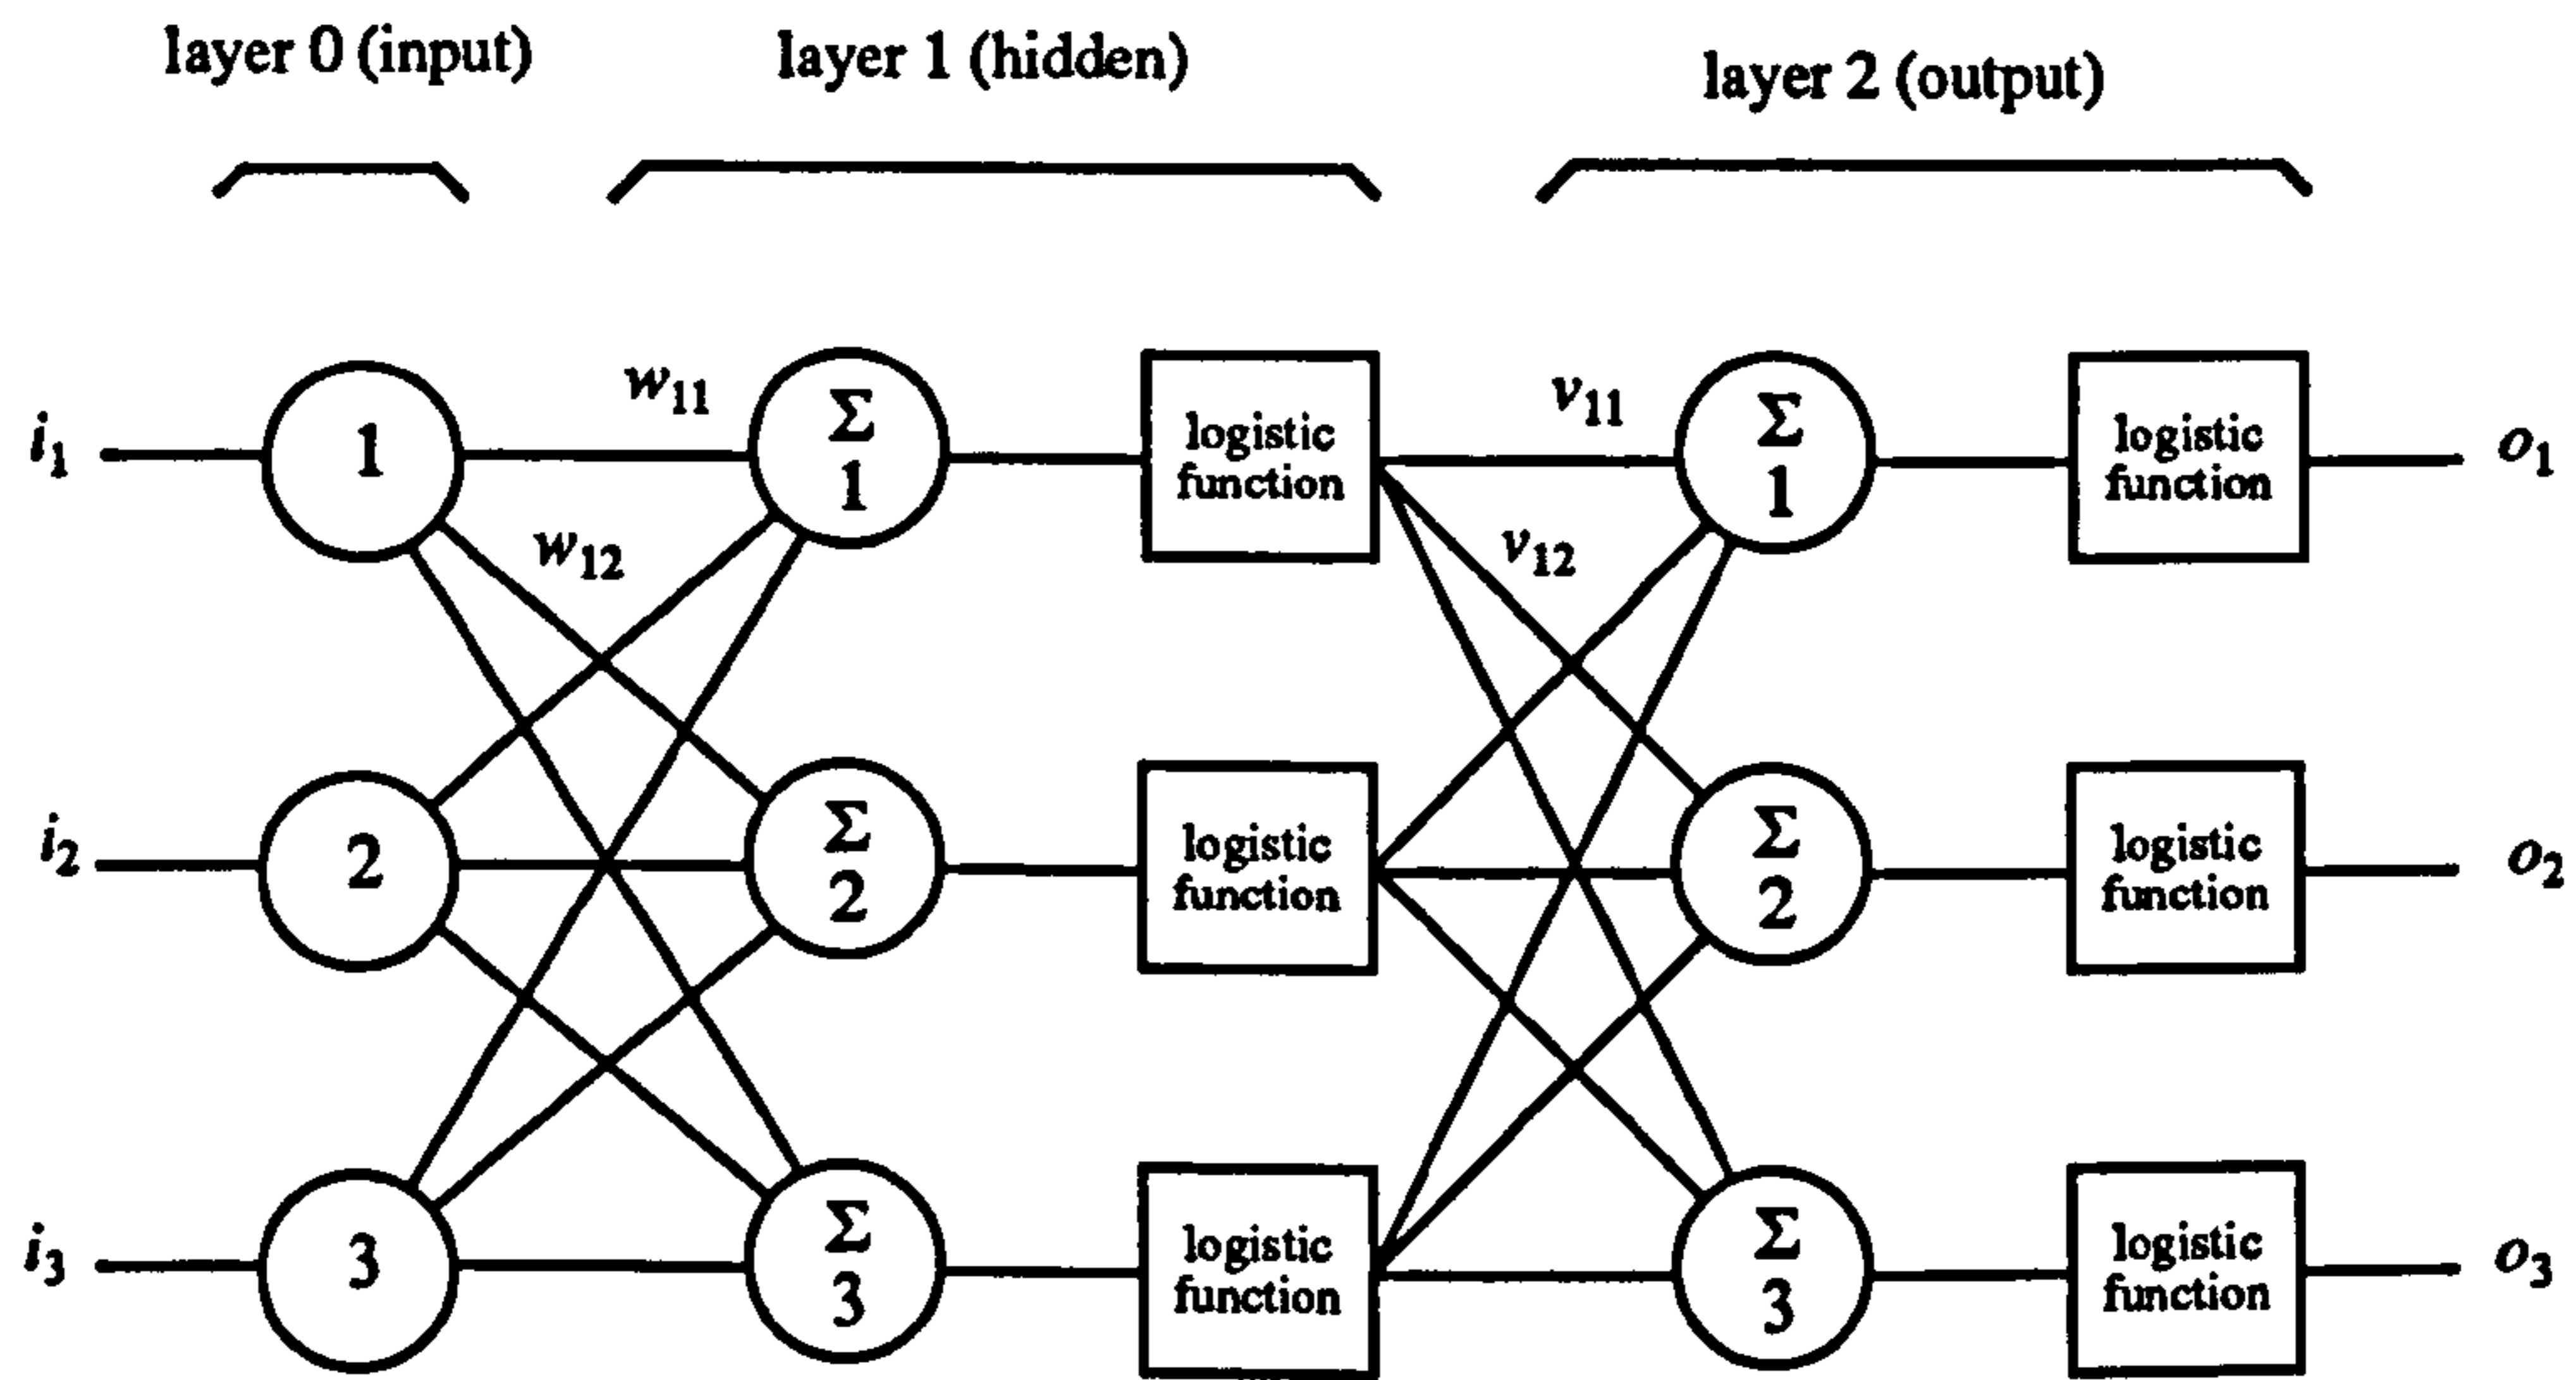 layer 0 (input)
layer 1 (hidden)
layer 2 (output)
i₁
1
w₁₁
w₁₂
Σ
1
logistic
function
v₁₁
v₁₂
Σ
1
logistic
function
o₁
i₂
2
Σ
2
logistic
function
Σ
2
logistic
function
o₂
i₃
3
Σ
3
logistic
function
Σ
3
logistic
function
o₃